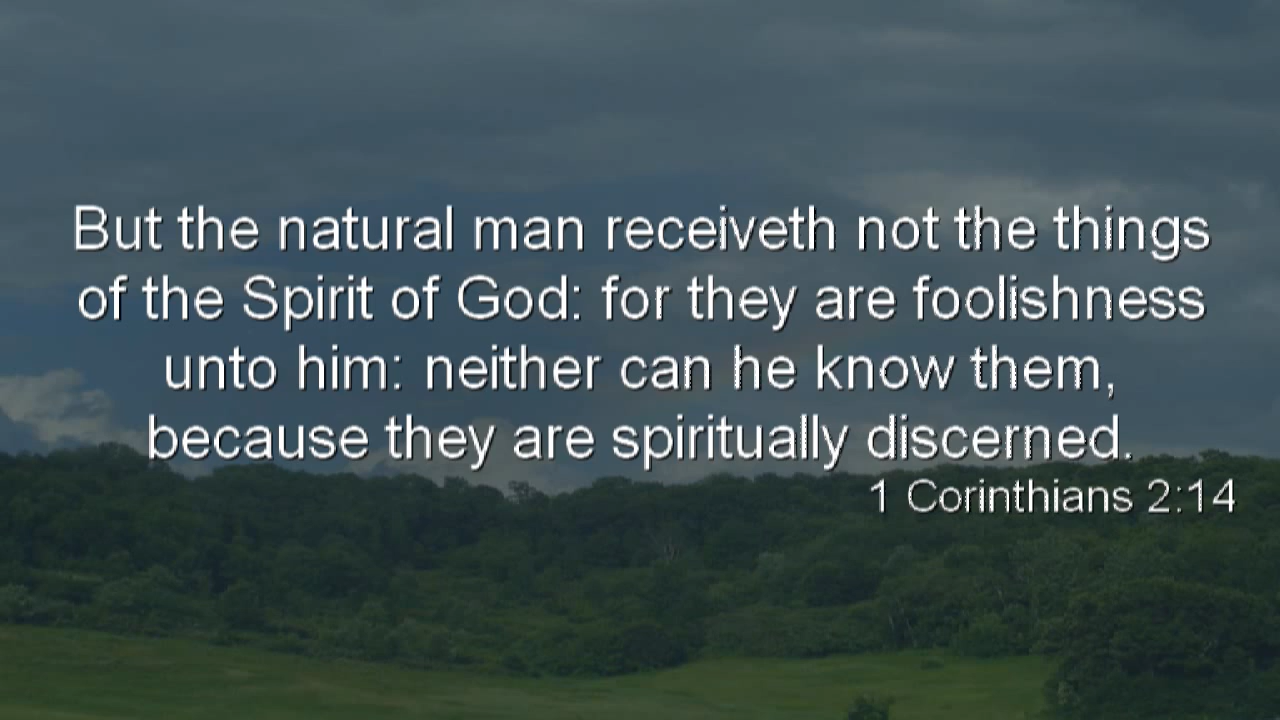 But the natural man receiveth not the things
of the Spirit of God: for they are foolishness
unto him: neither can he know them,
because they are spiritually discerned.
1 Corinthians 2:14